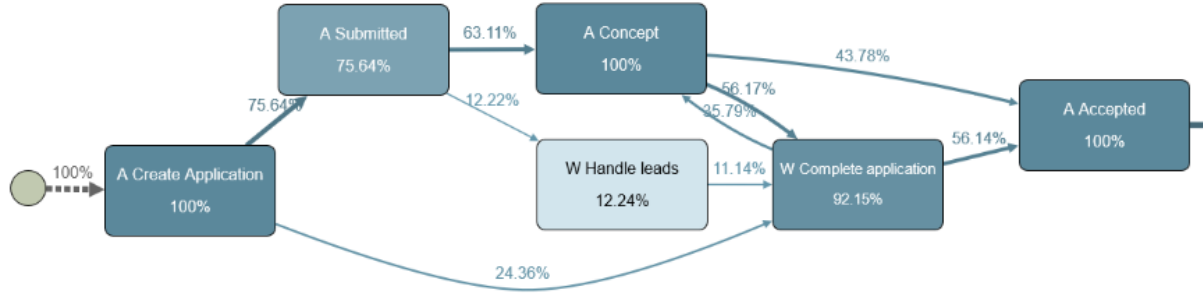 A Submitted
75.64%
63.11%
A Concept
100%
43.78%
75.64%
12.22%
56.17%
35.79%
A Accepted
100%
100%
A Create Application
100%
W Handle leads
12.24%
11.14%
W Complete application
92.15%
56.14%
24.36%